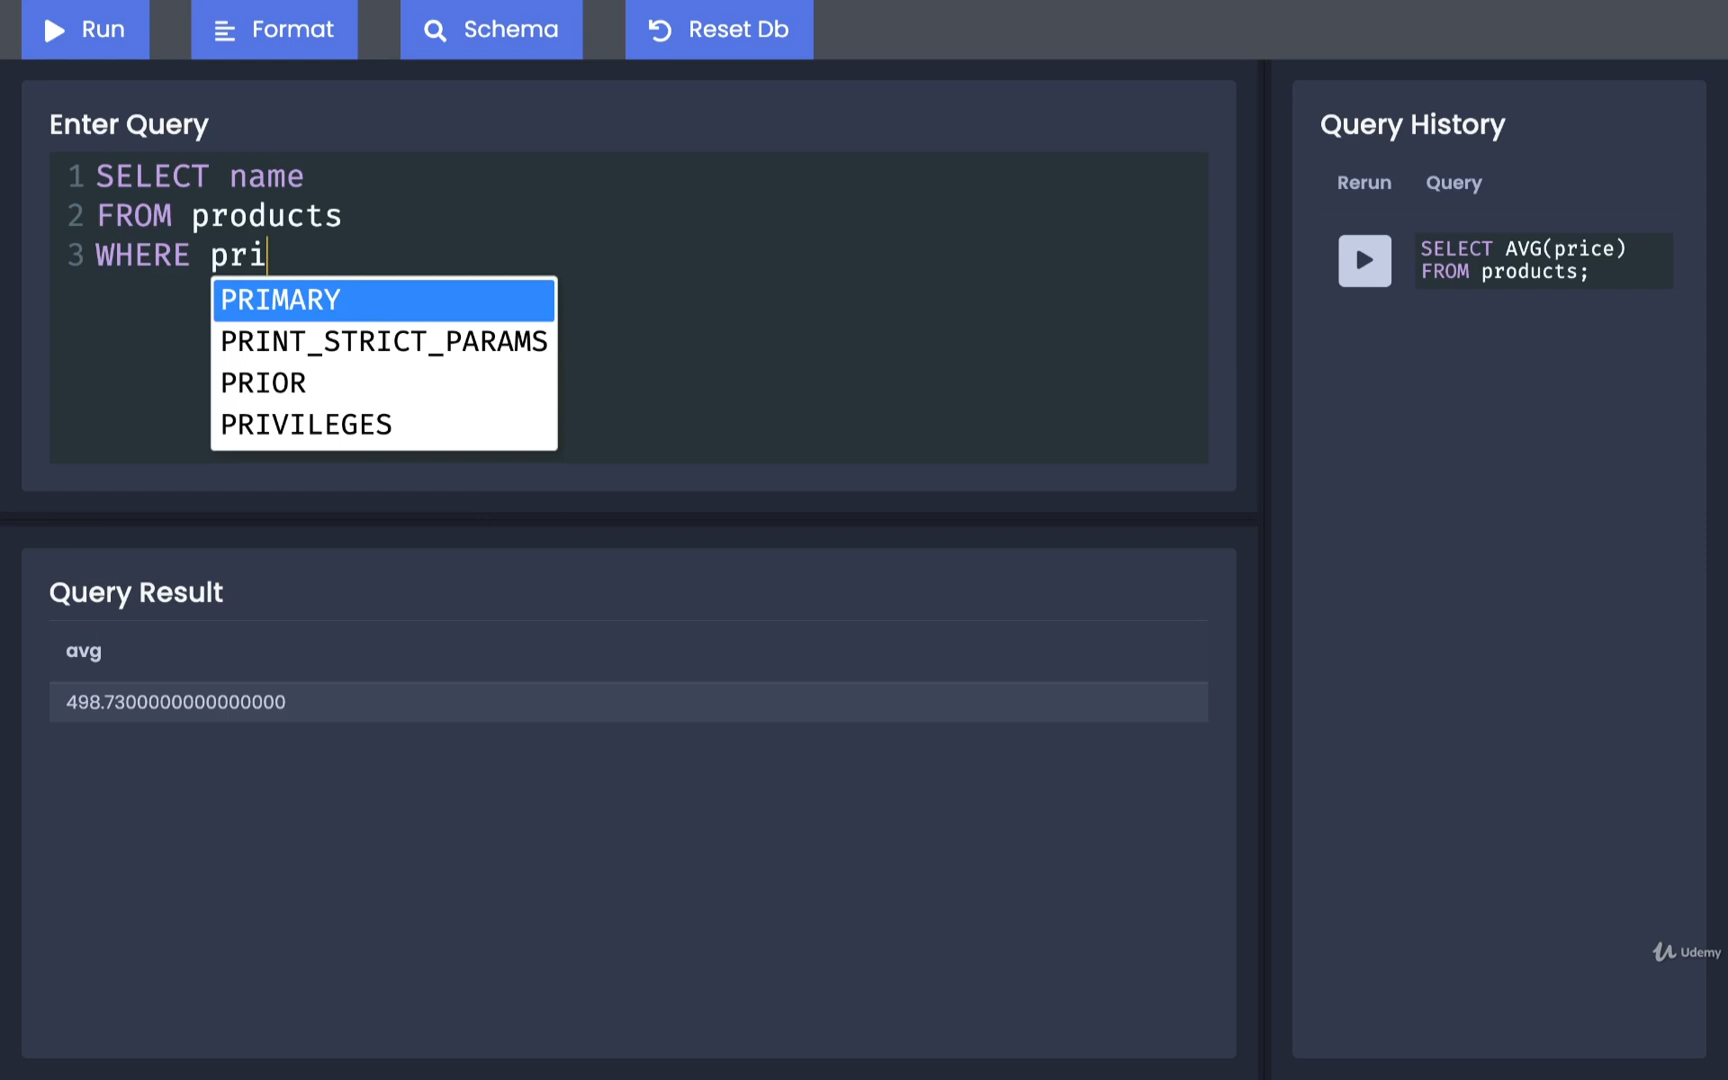 Run
Format
Schema
Reset Db
Enter Query
1 SELECT name
2 FROM products
3 WHERE pri
PRIMARY
PRINT_STRICT_PARAMS
PRIOR
PRIVILEGES
Query Result
avg
498.7300000000000000
Query History
Rerun Query
SELECT AVG(price)
FROM products;
Udemy